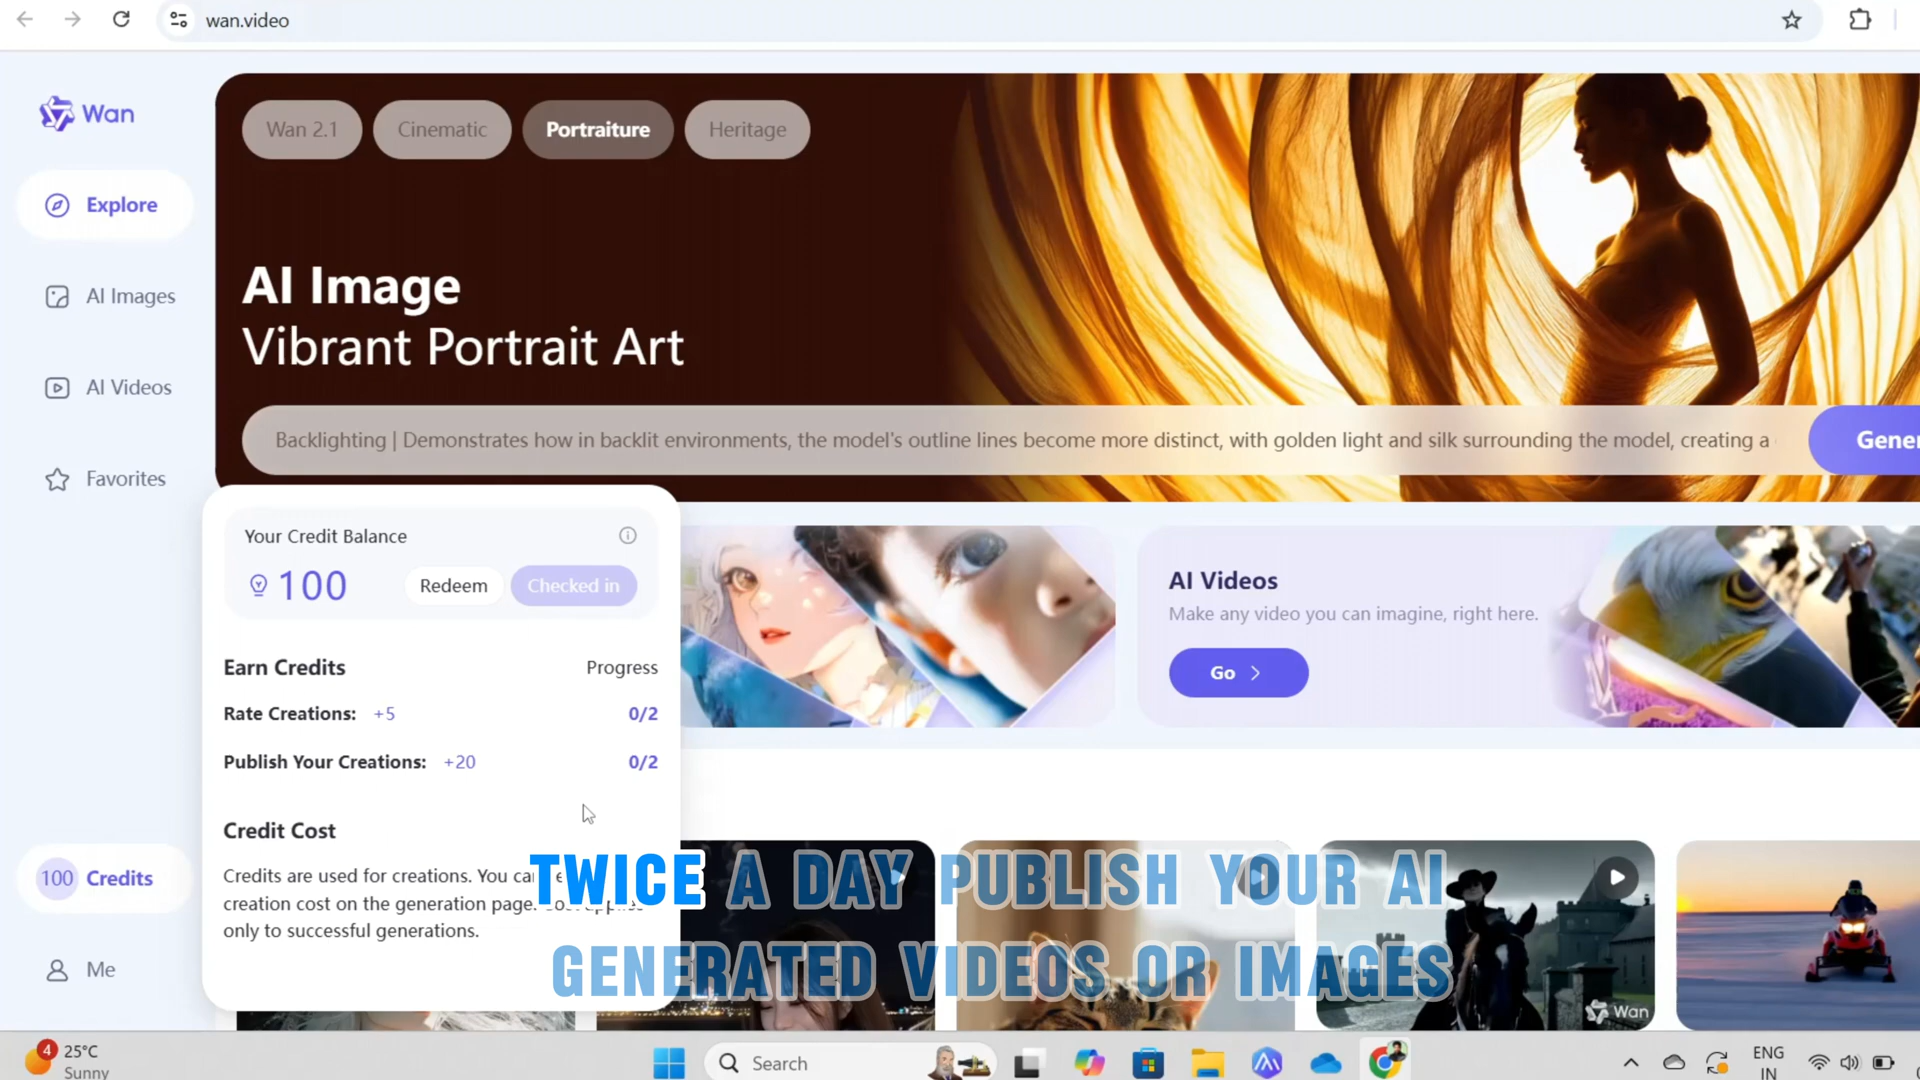 wan.video
Wan
Wan 2.1
Cinematic
Portraiture
Heritage
Explore
AI Images
AI Videos
Favorites
AI Image
Vibrant Portrait Art
Backlighting | Demonstrates how in backlit environments, the model's outline lines become more distinct, with golden light and silk surrounding the model, creating a
Gener
Your Credit Balance
100
Redeem
Checked in
Earn Credits
Progress
Rate Creations: +5
0/2
Publish Your Creations: +20
0/2
Credit Cost
Credits are used for creations. You can
creation cost on the generation page.
only to successful generations.
AI Videos
Make any video you can imagine, right here.
Go
100 Credits
Me
TWICE A DAY PUBLISH YOUR AI
GENERATED VIDEOS OR IMAGES
Wan
4
25°C
Sunny
Search
ENG
IN